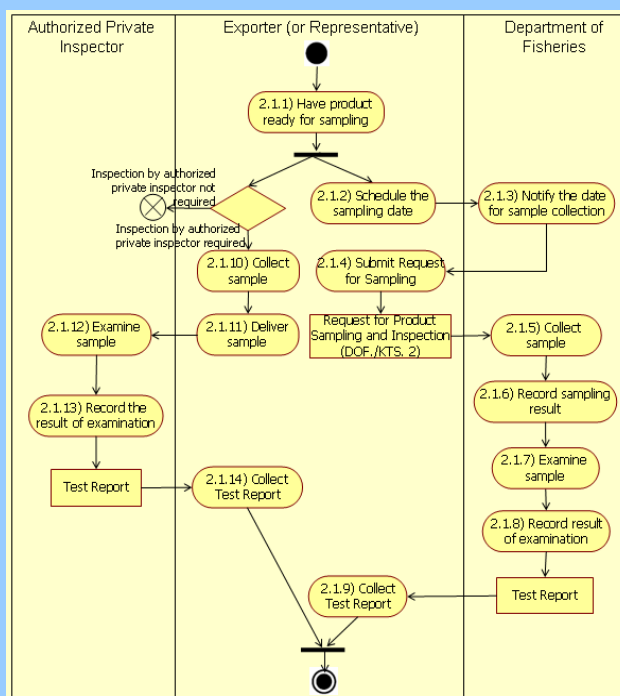 Authorized Private
Inspector
Exporter (or Representative)
Department of
Fisheries
2.1.1) Have product
ready for sampling
Inspection by authorized
private inspector not
required
Inspection by authorized
private inspector required
2.1.2) Schedule the
sampling date
2.1.3) Notify the date
for sample collection
2.1.10) Collect
sample
2.1.4) Submit Request
for Sampling
2.1.12) Examine
sample
2.1.11) Deliver
sample
Request for Product
Sampling and Inspection
(DOF./KTS. 2)
2.1.5) Collect
sample
2.1.13) Record the
result of examination
2.1.6) Record sampling
result
Test Report
2.1.14) Collect
Test Report
2.1.7) Examine
sample
2.1.8) Record result
of examination
2.1.9) Collect
Test Report
Test Report